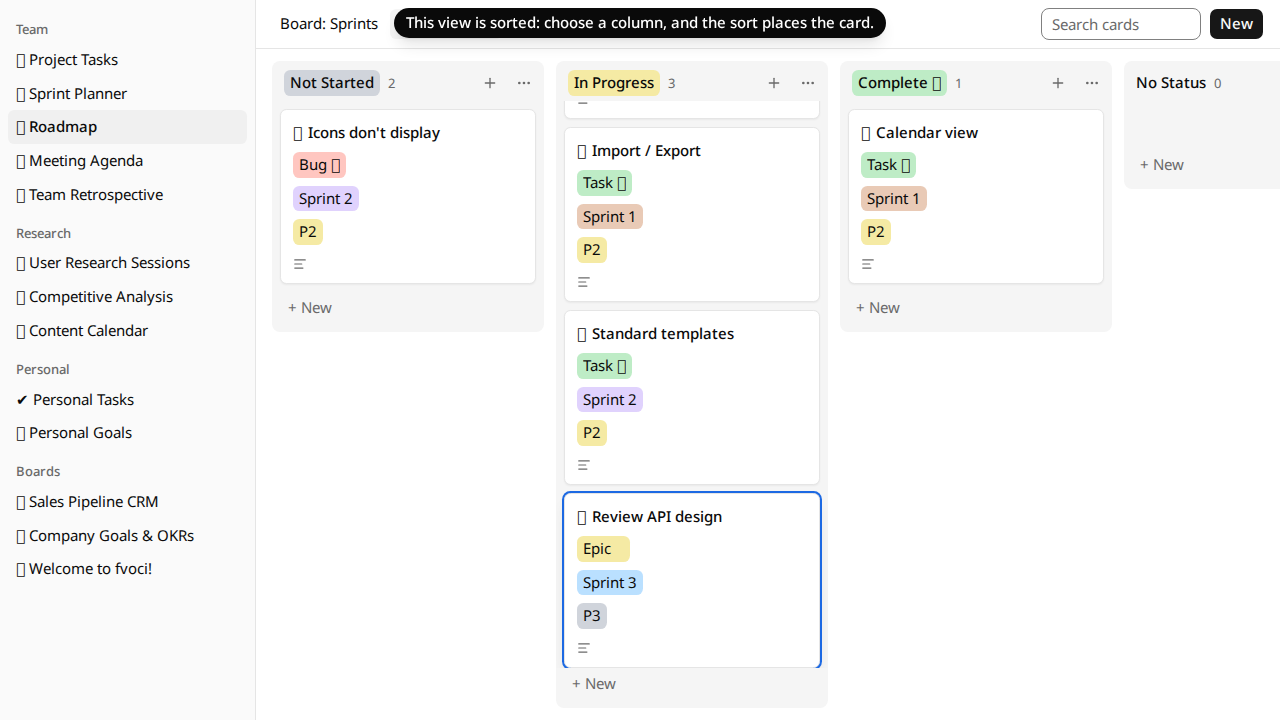 Team
Project Tasks
Sprint Planner
Roadmap
Meeting Agenda
Team Retrospective
Research
User Research Sessions
Competitive Analysis
Content Calendar
Personal
✔ Personal Tasks
Personal Goals
Boards
Sales Pipeline CRM
Company Goals & OKRs
Welcome to fvoci!
Board: Sprints
This view is sorted: choose a column, and the sort places the card.
Search cards
New
Not Started 2
Icons don't display
Bug
Sprint 2
P2
+ New
In Progress 3
Import / Export
Task
Sprint 1
P2
Standard templates
Task
Sprint 2
P2
Review API design
Epic
Sprint 3
P3
+ New
Complete 1
Calendar view
Task
Sprint 1
P2
+ New
No Status 0
+ New